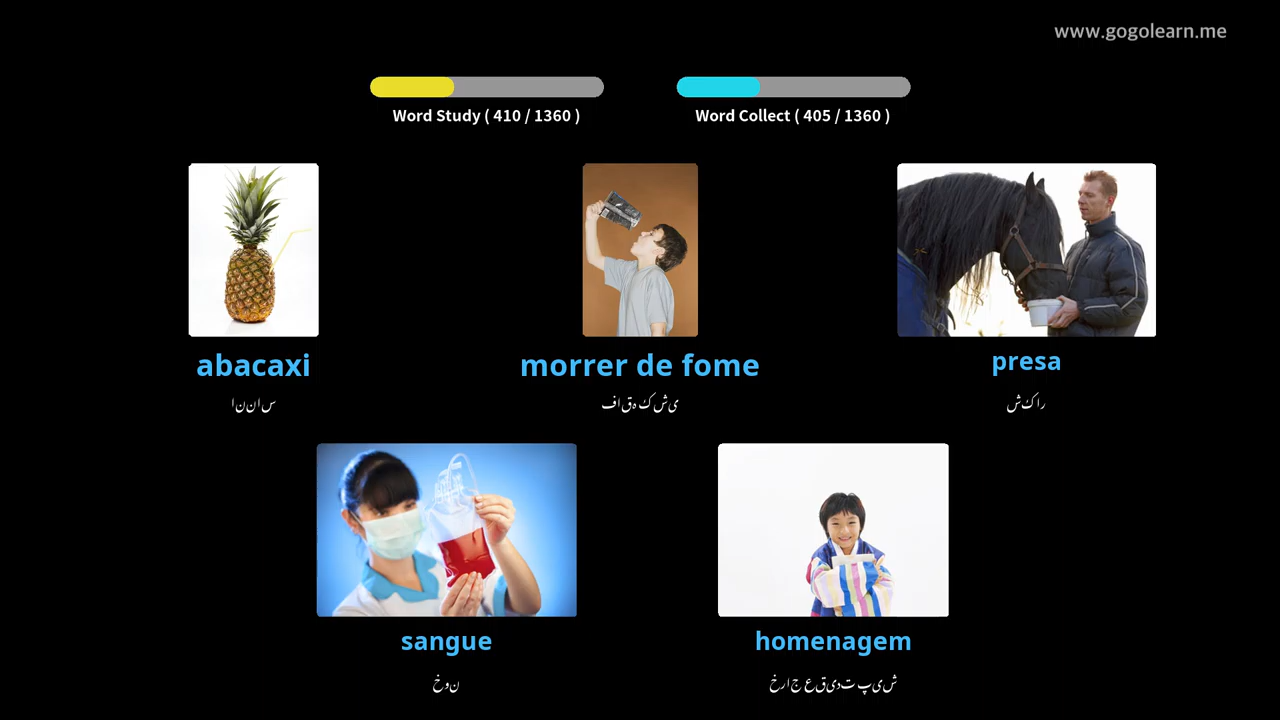 www.gogolearn.me
Word Study ( 410 / 1360 )
Word Collect ( 405 / 1360 )
abacaxi
morrer de fome
presa
انناس
فاقہ کشی
شکار
sangue
homenagem
خون
خراج عقیدت پیش